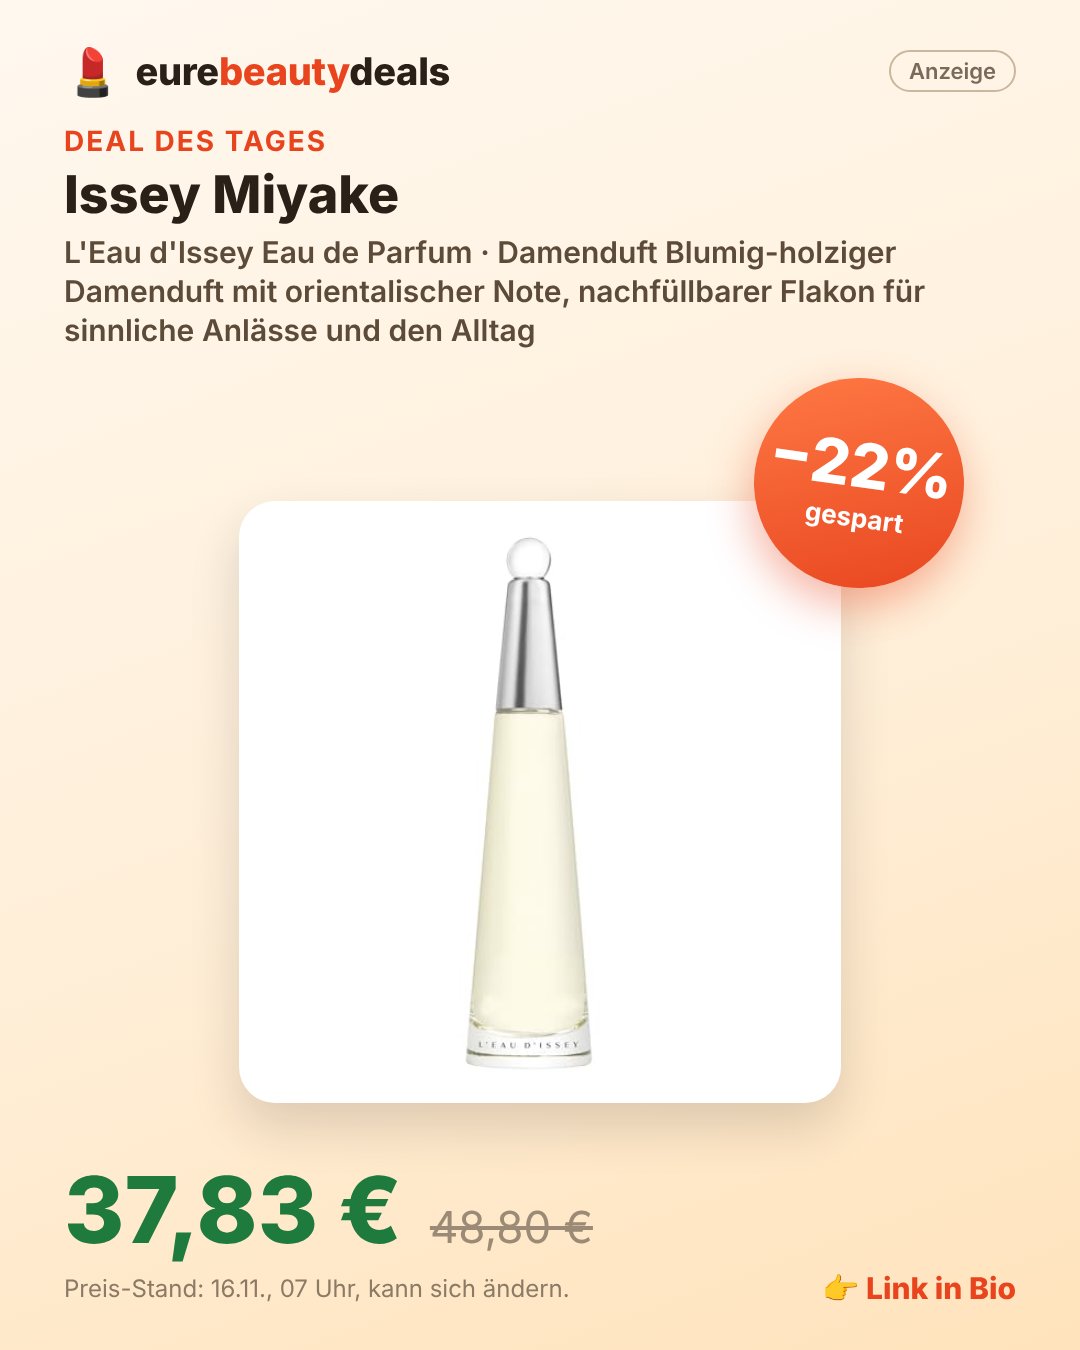 eurebeautydeals
Anzeige
DEAL DES TAGES
Issey Miyake
L'Eau d'Issey Eau de Parfum · Damenduft Blumig-holziger
Damenduft mit orientalischer Note, nachfüllbarer Flakon für
sinnliche Anlässe und den Alltag
−22%
gespart
L'EAU D'ISSEY
37,83 € 48,80 €
Preis-Stand: 16.11., 07 Uhr, kann sich ändern.
👉 Link in Bio